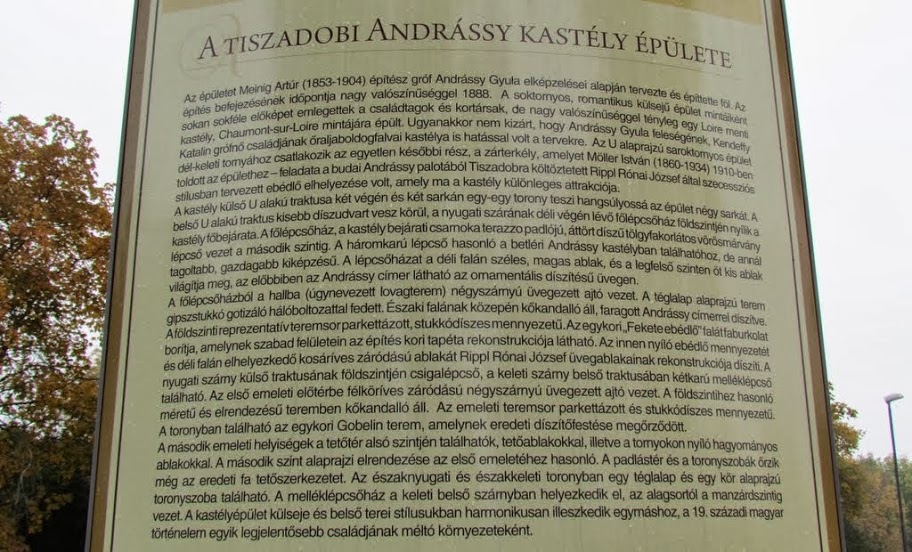 A TISZADOBI ANDRÁSSY KASTÉLY ÉPÜLETE
Az épületet Meinig Artúr (1853-1904) építész gróf Andrássy Gyula elképzelései alapján tervezte és építtette föl. Az
építés befejezésének időpontja nagy valószínűséggel 1888. A soktornyos, romantikus külsejű épület mintáiként
sokan sokféle előképet emlegettek a családtagok és kortársak, de nagy valószínűséggel tényleg egy Loire menti
kastély, Chaumont-sur-Loire mintájára épült. Ugyanakkor nem kizárt, hogy Andrássy Gyula feleségének, Kendeffy
Katalin grófnő családjának őraljaboldogfalvai kastélya is hatással volt a tervekre. Az U alaprajzú saroktornyos épület
dél-keleti tornyához csatlakozik az egyetlen későbbi rész, a zárterkély, amelyet Möller István (1860-1934) 1910-ben
toldott az épülethez – feladata a budai Andrássy palotából Tiszadobra költöztetett Rippl Rónai József által szecessziós
stílusban tervezett ebédlő elhelyezése volt, amely ma a kastély különleges attrakciója.
A kastély külső U alakú traktusa két végén és két sarkán egy-egy torony teszi hangsúlyossá az épület négy sarkát. A
belső U alakú traktus kisebb díszudvart vesz körül, a nyugati szárának déli végén lévő főlépcsőház földszintjén nyílik a
kastély főbejárata. A főlépcsőház, a kastély bejárati csarnoka terazzo padlójú, áttört díszű tölgyfakorlátos vörösmárvány
lépcső vezet a második szintig. A háromkarú lépcső hasonló a betléri Andrássy kastélyban találhatóhoz, de annál
tagoltabb, gazdagabb kiképzésű. A lépcsőházat a déli falán széles, magas ablak, és a legfelső szinten öt kis ablak
világítja meg, az előbbiben az Andrássy címer látható az ornamentális díszítésű üvegen.
A főlépcsőházból a hallba (úgynevezett lovagterem) négyszárnyú üvegezett ajtó vezet. A téglalap alaprajzú terem
gipszstukkó gotizáló hálóboltozattal fedett. Északi falának közepén kőkandalló áll, faragott Andrássy címerrel díszítve.
A földszinti reprezentatív teremsor parkettázott, stukkódíszes mennyezetű. Az egykori „Fekete ebédlő" falát faburkolat
borítja, amelynek szabad felületein az építés kori tapéta rekonstrukciója látható. Az innen nyíló ebédlő mennyezetét
és déli falán elhelyezkedő kosáríves záródású ablakát Rippl Rónai József üvegablakainak rekonstrukciója díszíti. A
nyugati szárny külső traktusának földszintjén csigalépcső, a keleti szárny belső traktusában kétkarú melléklépcső
található. Az első emeleti előtérbe félköríves záródású négyszárnyú üvegezett ajtó vezet. A földszintihez hasonló
méretű és elrendezésű teremben kőkandalló áll. Az emeleti teremsor parkettázott és stukkódíszes mennyezetű.
A toronyban található az egykori Gobelin terem, amelynek eredeti díszítőfestése megőrződött.
A második emeleti helyiségek a tetőtér alsó szintjén találhatók, tetőablakokkal, illetve a tornyokon nyíló hagyományos
ablakokkal. A második szint alaprajzi elrendezése az első emeletéhez hasonló. A padlástér és a toronyszobák őrzik
még az eredeti fa tetőszerkezetet. Az északnyugati és északkeleti toronyban egy téglalap és egy kör alaprajzú
toronyszoba található. A melléklépcsőház a keleti belső szárnyban helyezkedik el, az alagsortól a manzárdszintig
vezet. A kastélyépület külseje és belső terei stílusukban harmonikusan illeszkedik egymáshoz, a 19. századi magyar
történelem egyik legjelentősebb családjának méltó környezeteként.